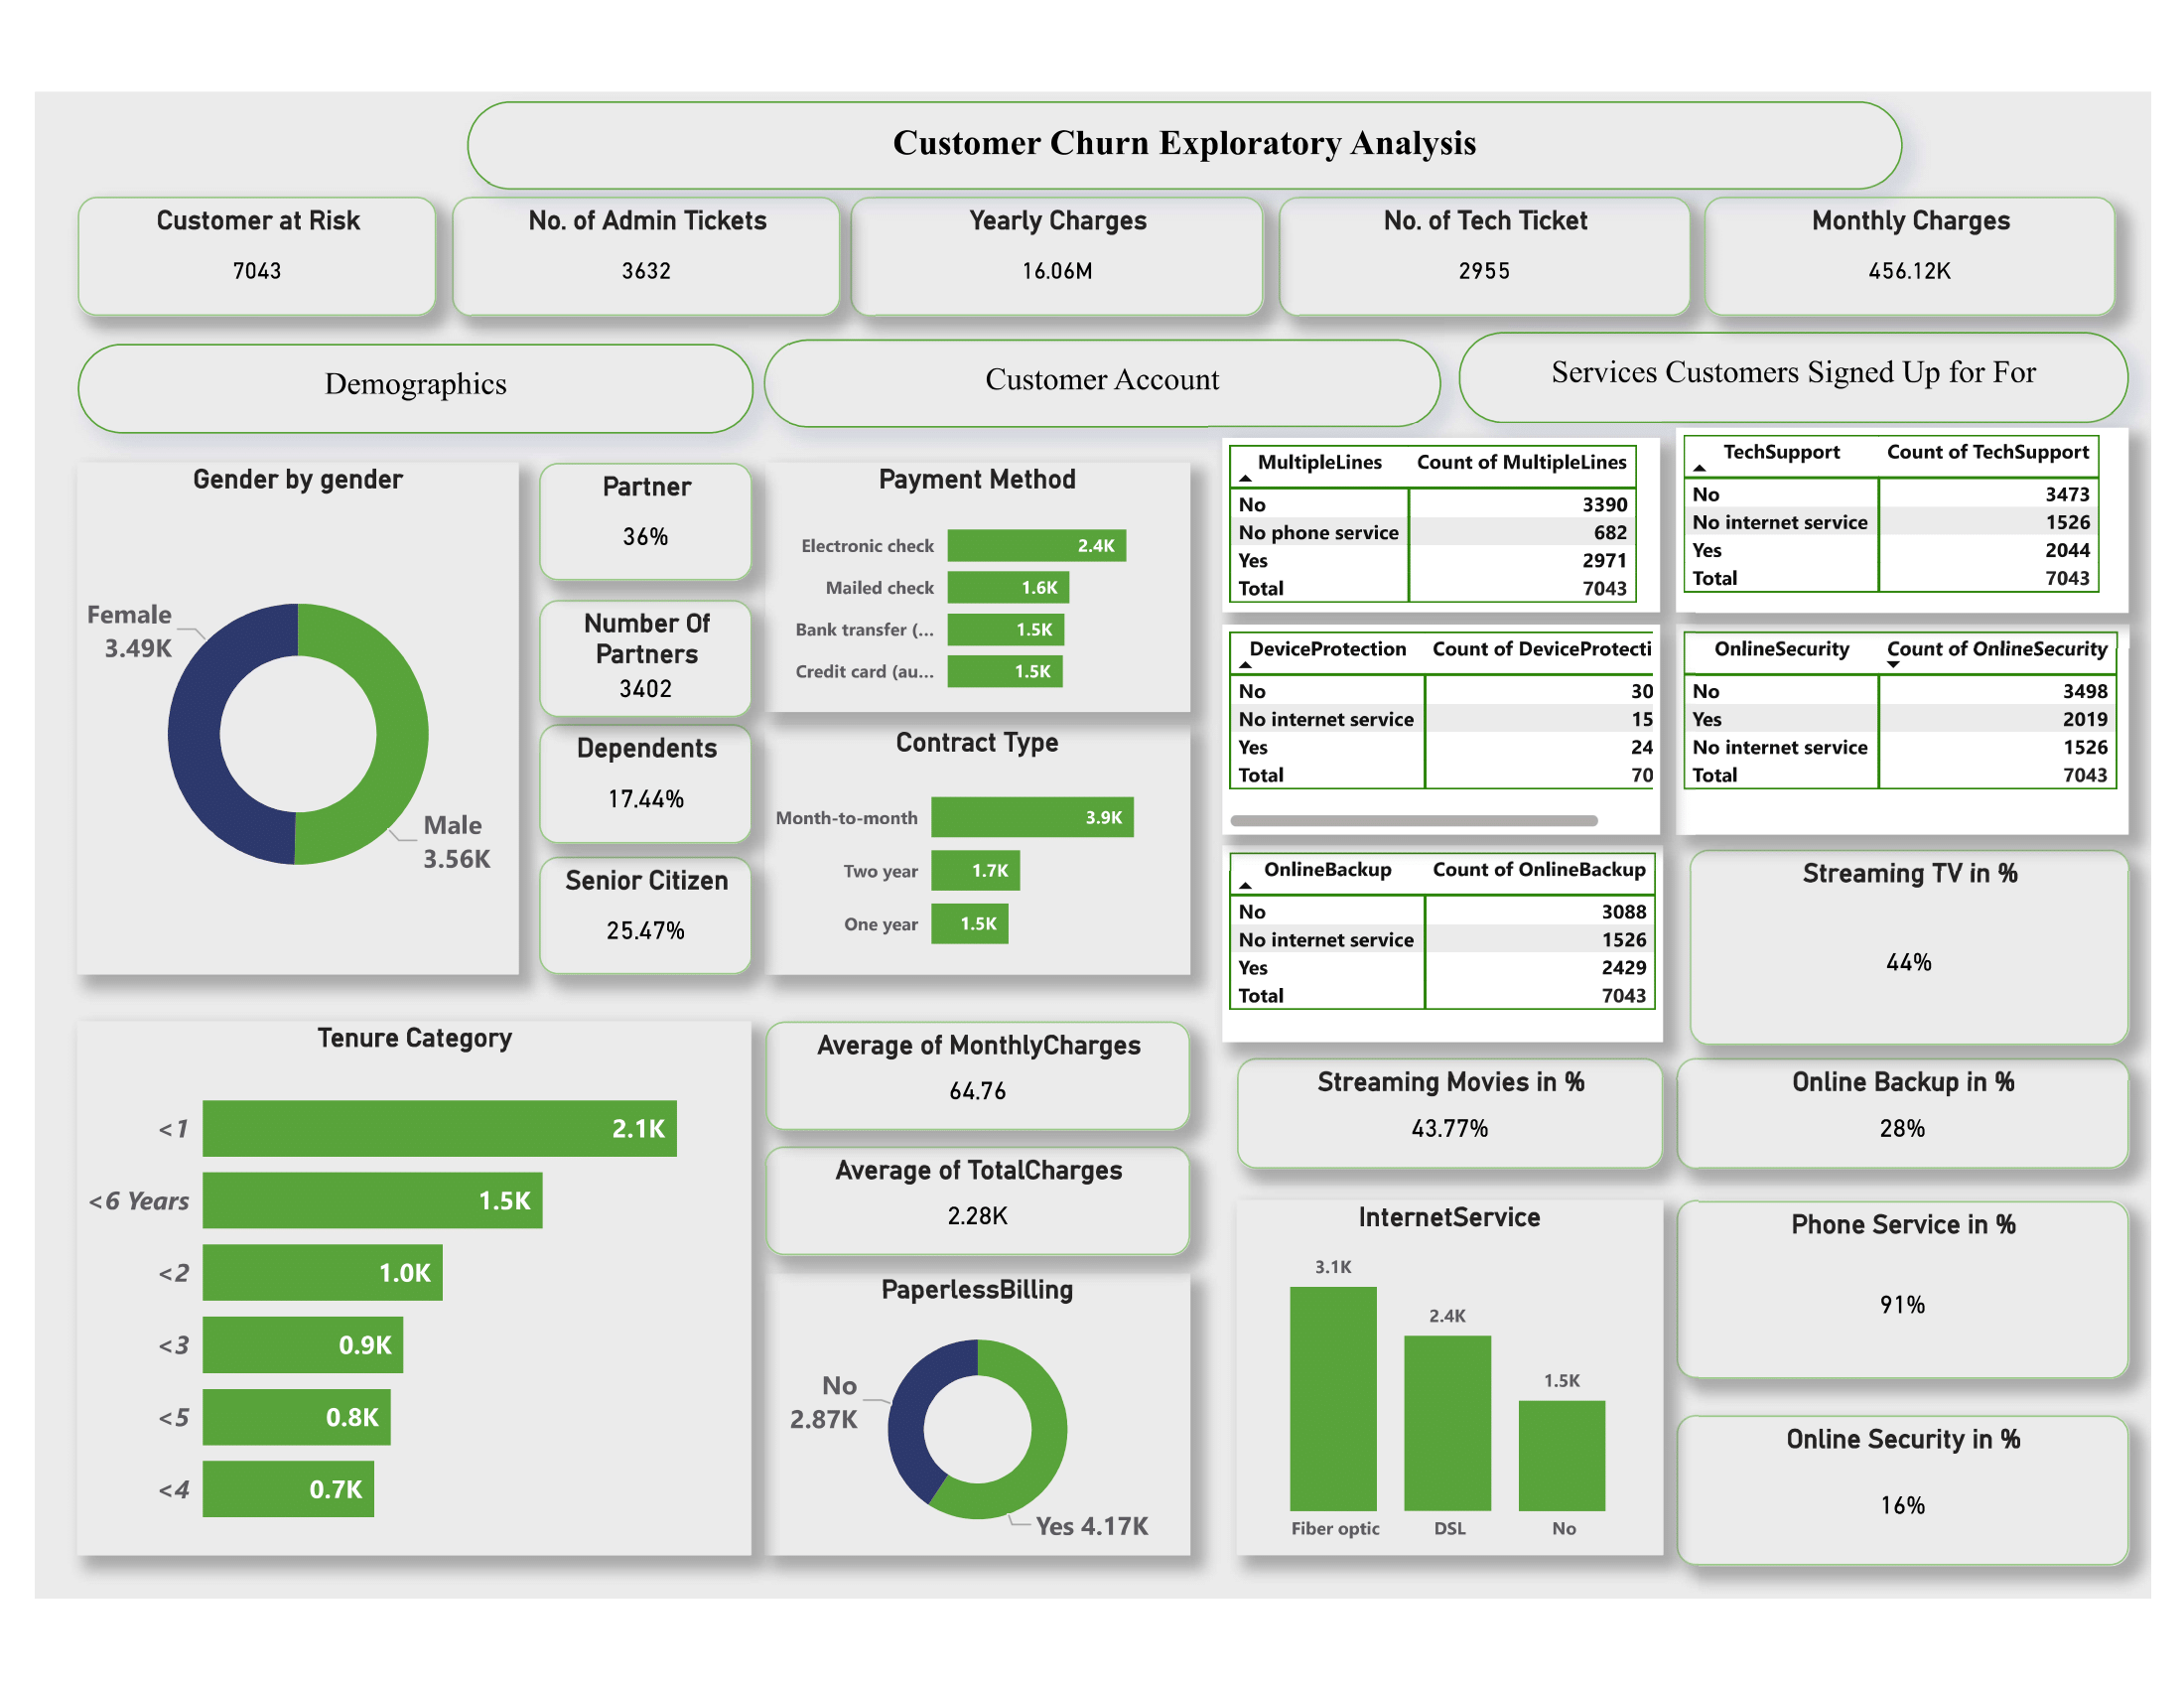 Customer Churn Exploratory Analysis
Customer at Risk
7043
No. of Admin Tickets
3632
Yearly Charges
16.06M
No. of Tech Ticket
2955
Monthly Charges
456.12K
Demographics
Customer Account
Services Customers Signed Up for For
Gender by gender
Female
3.49K
Male
3.56K
Partner
36%
Number Of
Partners
3402
Dependents
17.44%
Senior Citizen
25.47%
Payment Method
Electronic check 2.4K
Mailed check 1.6K
Bank transfer (... 1.5K
Credit card (au... 1.5K
Contract Type
Month-to-month 3.9K
Two year 1.7K
One year 1.5K
MultipleLines Count of MultipleLines
No 3390
No phone service 682
Yes 2971
Total 7043
TechSupport Count of TechSupport
No 3473
No internet service 1526
Yes 2044
Total 7043
DeviceProtection Count of DeviceProtecti
No 30
No internet service 15
Yes 24
Total 70
OnlineSecurity Count of OnlineSecurity
No 3498
Yes 2019
No internet service 1526
Total 7043
OnlineBackup Count of OnlineBackup
No 3088
No internet service 1526
Yes 2429
Total 7043
Streaming TV in %
44%
Tenure Category
<1 2.1K
<6 Years 1.5K
<2 1.0K
<3 0.9K
<5 0.8K
<4 0.7K
Average of MonthlyCharges
64.76
Average of TotalCharges
2.28K
PaperlessBilling
No
2.87K
Yes 4.17K
Streaming Movies in %
43.77%
Online Backup in %
28%
InternetService
3.1K
2.4K
1.5K
Fiber optic DSL No
Phone Service in %
91%
Online Security in %
16%